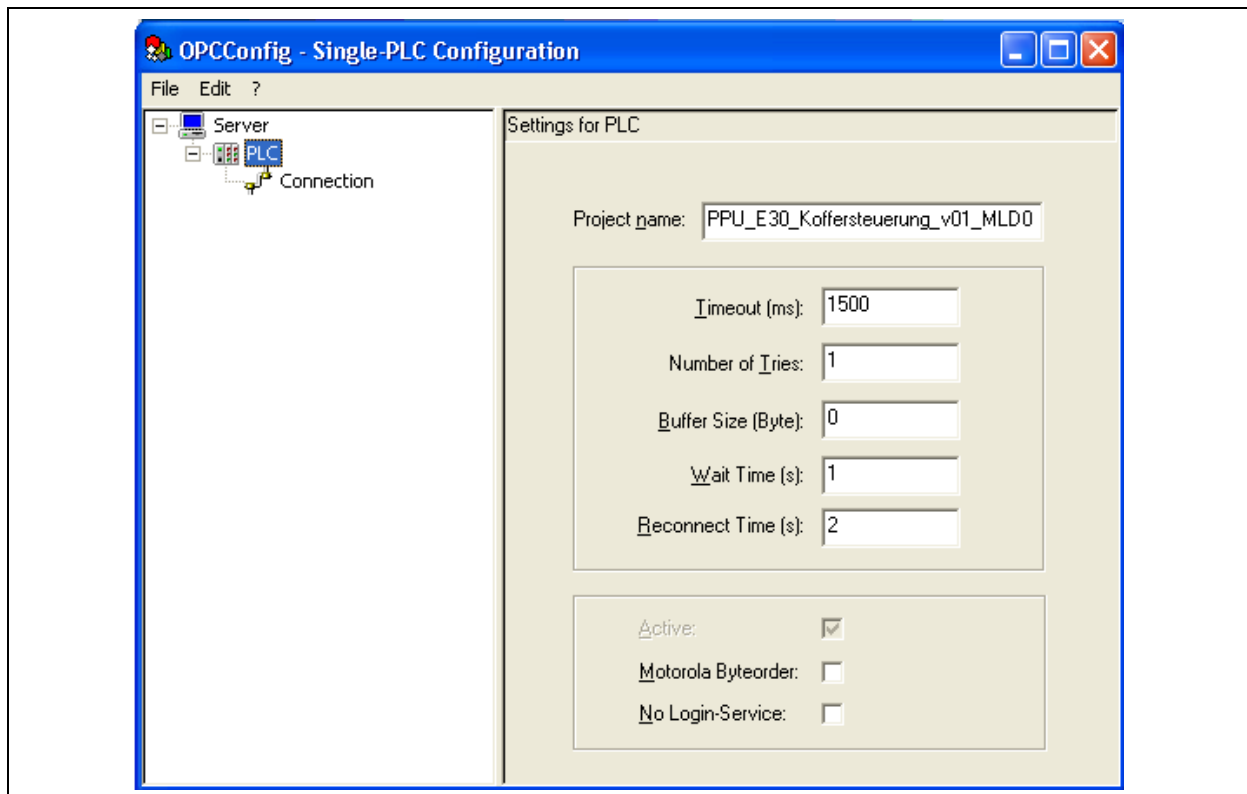 OPCConfig - Single-PLC Configuration
File Edit ?
Server
PLC
Connection
Settings for PLC
Project name: PPU_E30_Koffersteuerung_v01_MLD0
Timeout (ms): 1500
Number of Tries: 1
Buffer Size (Byte): 0
Wait Time (s): 1
Reconnect Time (s): 2
Active:
Motorola Byteorder:
No Login-Service: